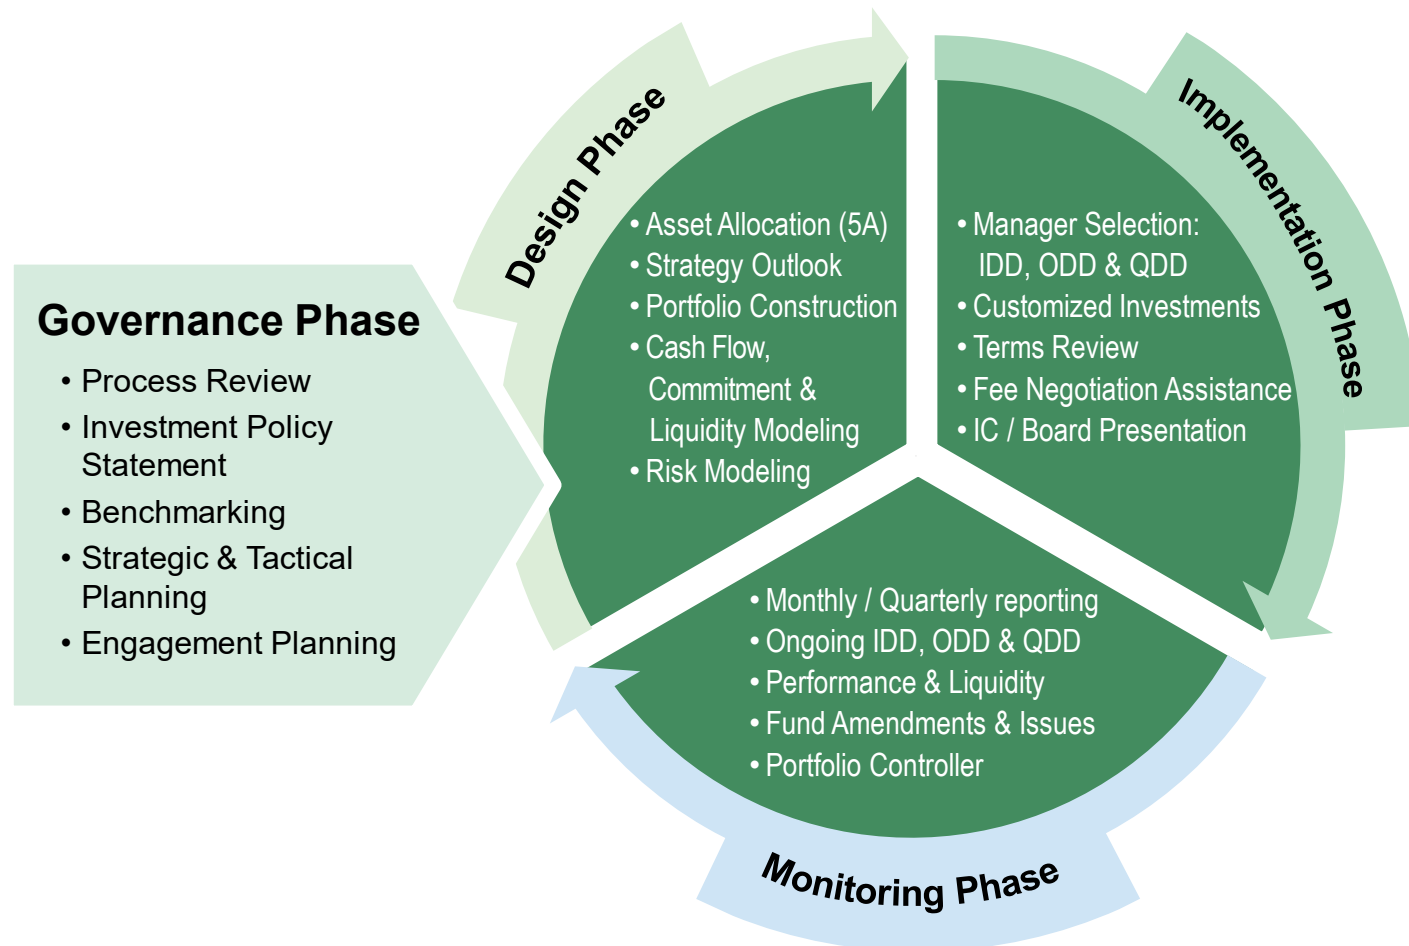 Governance Phase
• Process Review
• Investment Policy
Statement
• Benchmarking
• Strategic & Tactical
Planning
• Engagement Planning
Design Phase
• Asset Allocation (5A)
• Strategy Outlook
• Portfolio Construction
• Cash Flow,
Commitment &
Liquidity Modeling
• Risk Modeling
Implementation Phase
• Manager Selection:
IDD, ODD & QDD
• Customized Investments
• Terms Review
• Fee Negotiation Assistance
• IC / Board Presentation
• Monthly / Quarterly reporting
• Ongoing IDD, ODD & QDD
• Performance & Liquidity
• Fund Amendments & Issues
• Portfolio Controller
Monitoring Phase